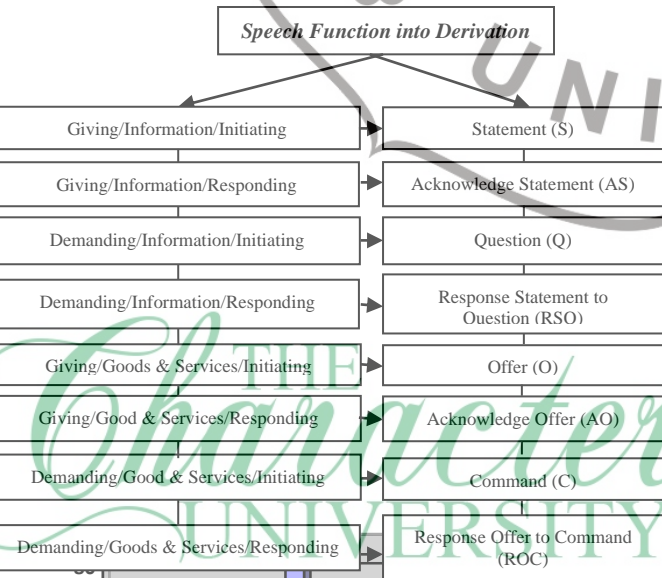 Speech Function into Derivation
Giving/Information/Initiating
Statement (S)
Giving/Information/Responding
Acknowledge Statement (AS)
Demanding/Information/Initiating
Question (Q)
Demanding/Information/Responding
Response Statement to
Question (RSO)
Giving/Goods & Services/Initiating
Offer (O)
Giving/Good & Services/Responding
Acknowledge Offer (AO)
Demanding/Good & Services/Initiating
Command (C)
Demanding/Goods & Services/Responding
Response Offer to Command
(ROC)
UNI
THE
Character
UNIVERSITY